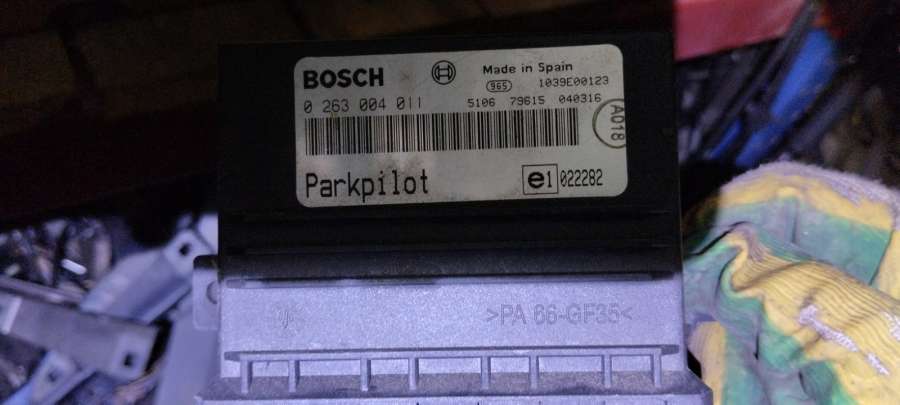 BOSCH
Made in Spain
965 1039E00123
0 263 004 011
5106 79615 040316
A018
Parkpilot
e1 022282
>PA 66-GF35<